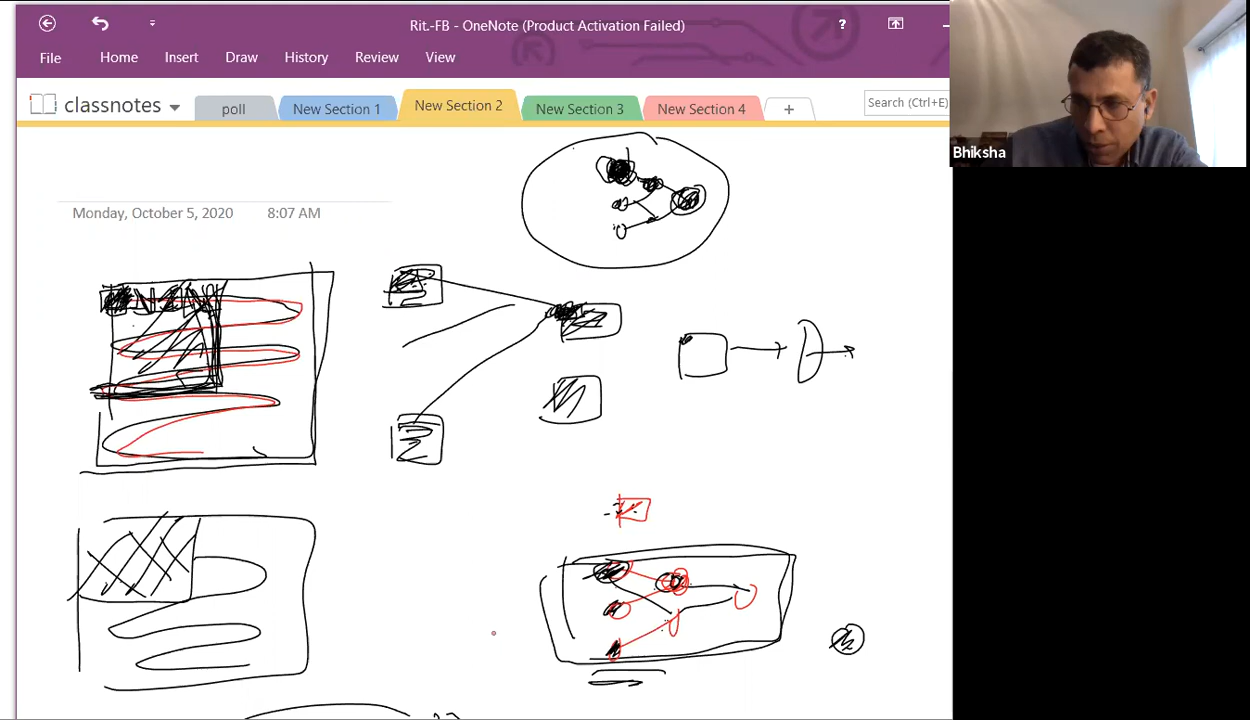 Rit.-FB - OneNote (Product Activation Failed)
?
File Home Insert Draw History Review View
classnotes poll New Section 1 New Section 2 New Section 3 New Section 4 + Search (Ctrl+E)
Bhiksha
Monday, October 5, 2020 8:07 AM